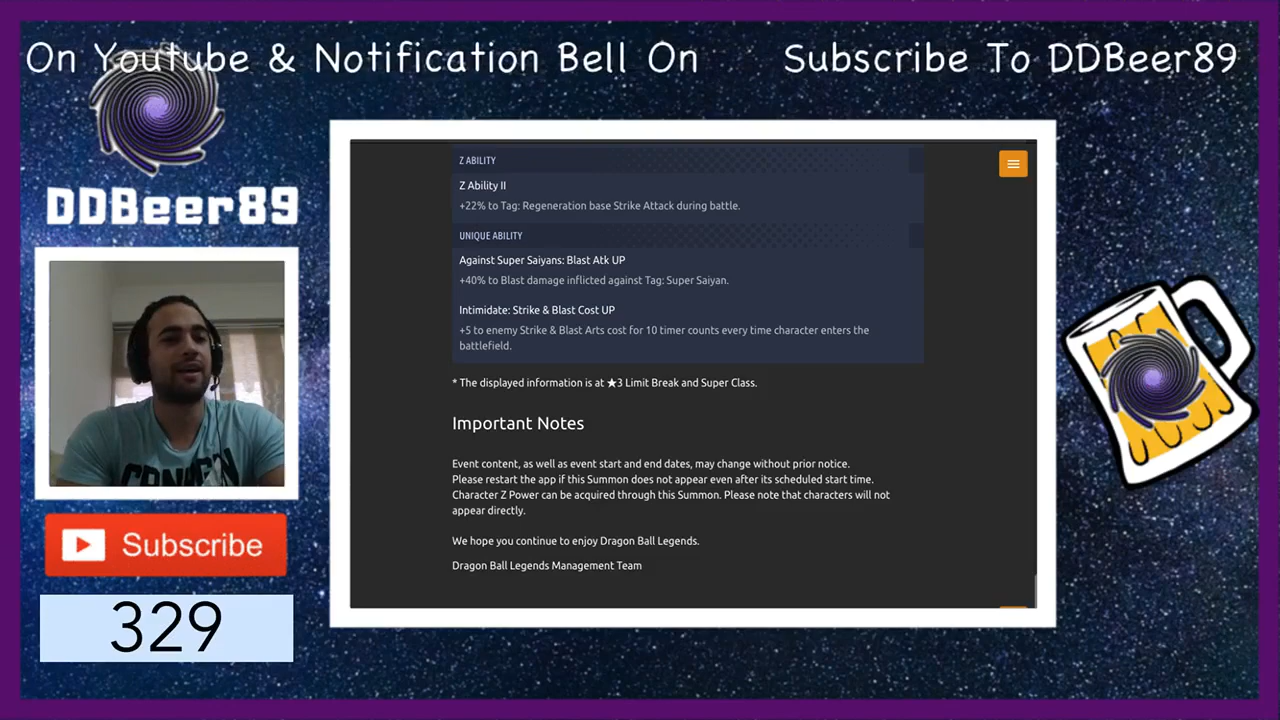 On Youtube & Notification Bell On Subscribe To DDBeer89
DDBeer89
Z ABILITY
Z Ability II
+22% to Tag: Regeneration base Strike Attack during battle.
UNIQUE ABILITY
Against Super Saiyans: Blast Atk UP
+40% to Blast damage inflicted against Tag: Super Saiyan.
Intimidate: Strike & Blast Cost UP
+5 to enemy Strike & Blast Arts cost for 10 timer counts every time character enters the
battlefield.
* The displayed information is at ★3 Limit Break and Super Class.
Important Notes
Event content, as well as event start and end dates, may change without prior notice.
Please restart the app if this Summon does not appear even after its scheduled start time.
Character Z Power can be acquired through this Summon. Please note that characters will not
appear directly.
We hope you continue to enjoy Dragon Ball Legends.
Dragon Ball Legends Management Team
Subscribe
329